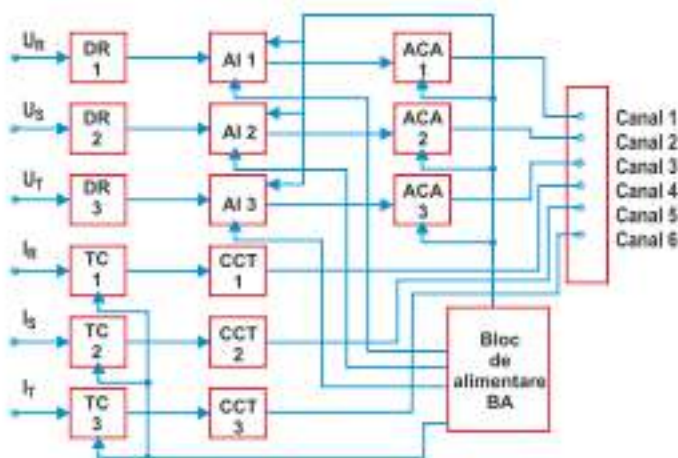 U_R
DR
1
AI 1
ACA
1
U_S
DR
2
AI 2
ACA
2
U_T
DR
3
AI 3
ACA
3
I_R
TC
1
CCT
1
I_S
TC
2
CCT
2
I_T
TC
3
CCT
3
Canal 1
Canal 2
Canal 3
Canal 4
Canal 5
Canal 6
Bloc
de
alimentare
BA